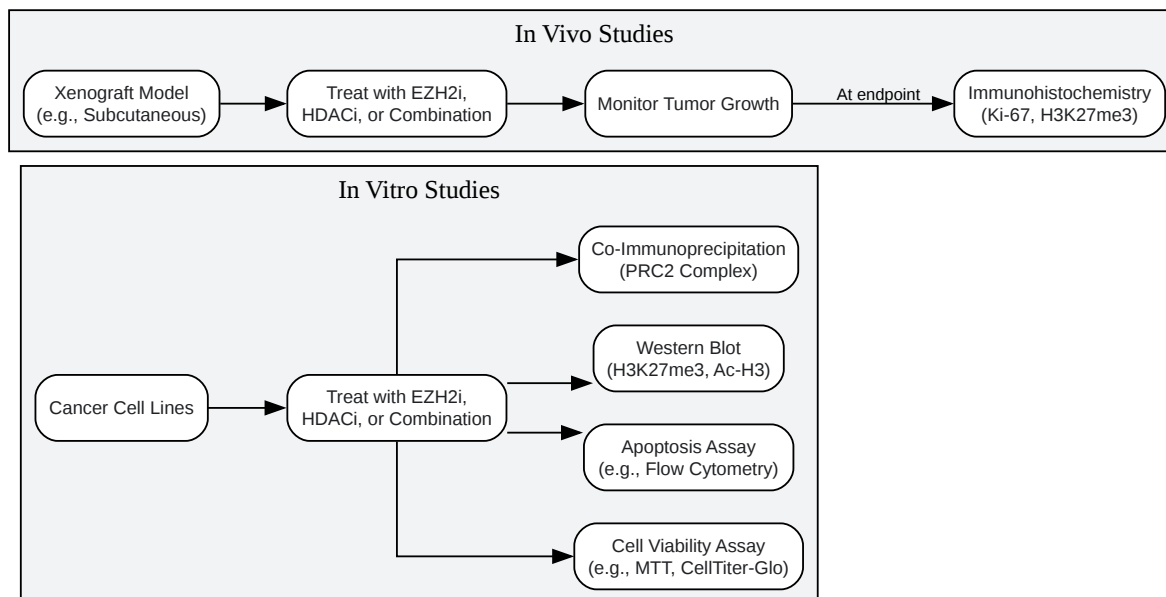 In Vivo Studies
Xenograft Model
(e.g., Subcutaneous)
Treat with EZH2i,
HDACi, or Combination
Monitor Tumor Growth
At endpoint
Immunohistochemistry
(Ki-67, H3K27me3)
In Vitro Studies
Cancer Cell Lines
Treat with EZH2i,
HDACi, or Combination
Co-Immunoprecipitation
(PRC2 Complex)
Western Blot
(H3K27me3, Ac-H3)
Apoptosis Assay
(e.g., Flow Cytometry)
Cell Viability Assay
(e.g., MTT, CellTiter-Glo)